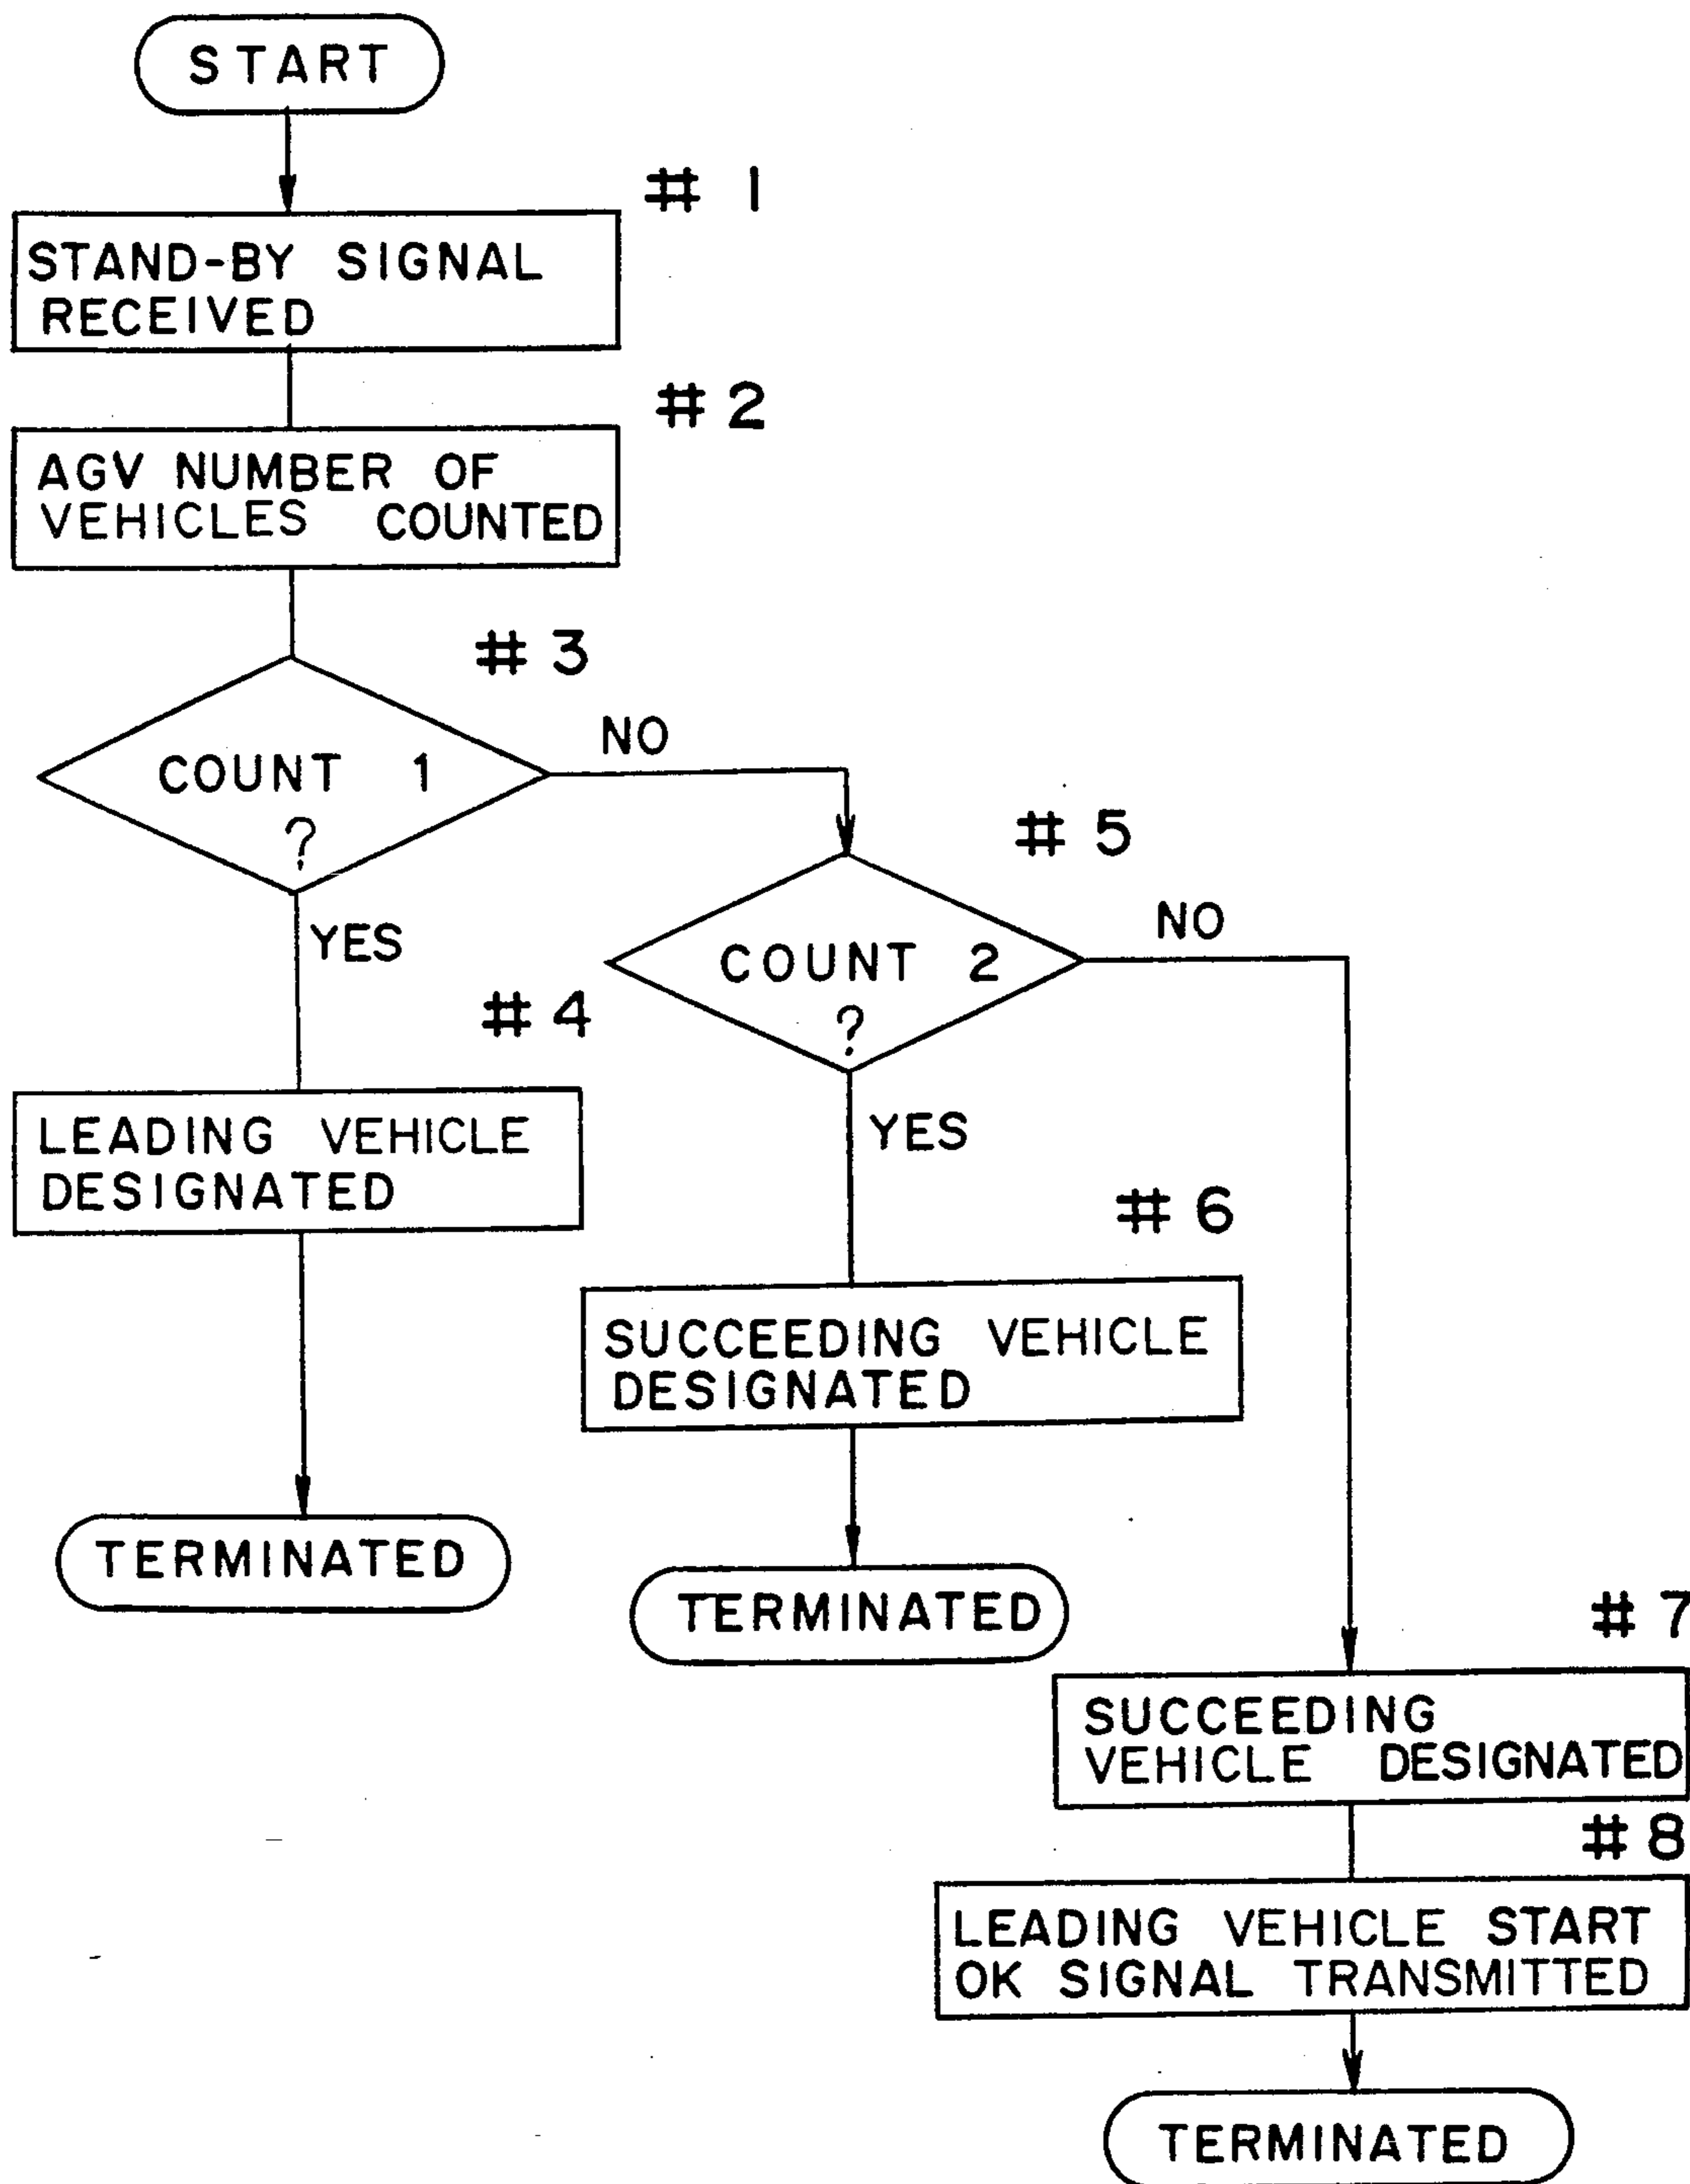 START
# 1
STAND-BY SIGNAL
RECEIVED
# 2
AGV NUMBER OF
VEHICLES COUNTED
# 3
COUNT 1
?
NO
YES
# 4
LEADING VEHICLE
DESIGNATED
TERMINATED
# 5
COUNT 2
?
NO
YES
# 6
SUCCEEDING VEHICLE
DESIGNATED
TERMINATED
# 7
SUCCEEDING
VEHICLE DESIGNATED
# 8
LEADING VEHICLE START
OK SIGNAL TRANSMITTED
TERMINATED